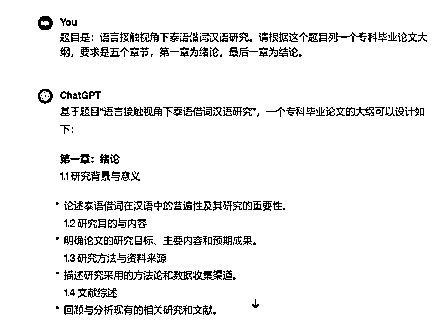 You
题目是：语言接触视角下泰语借词汉语研究。请根据这个题目列一个专科毕业论文大
纲，要求是五个章节，第一章为绪论，最后一章为结论。
ChatGPT
基于题目“语言接触视角下泰语借词汉语研究”，一个专科毕业论文的大纲可以设计如
下：
第一章：绪论
1.1 研究背景与意义
• 论述泰语借词在汉语中的普遍性及其研究的重要性。
1.2 研究目的与内容
• 明确论文的研究目标、主要内容和预期成果。
1.3 研究方法与资料来源
• 描述研究采用的方法论和数据收集渠道。
1.4 文献综述
• 回顾与分析现有的相关研究和文献。